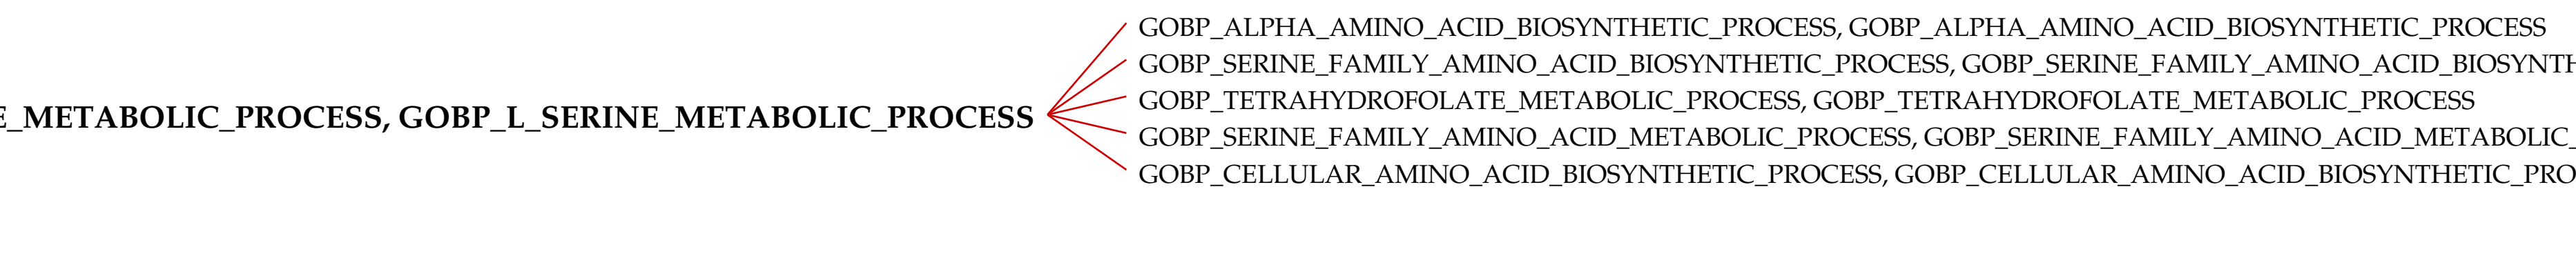 GOBP_ALPHA_AMINO_ACID_BIOSYNTHETIC_PROCESS, GOBP_ALPHA_AMINO_ACID_BIOSYNTHETIC_PROCESS
GOBP_SERINE_FAMILY_AMINO_ACID_BIOSYNTHETIC_PROCESS, GOBP_SERINE_FAMILY_AMINO_ACID_BIOSYNTH
GOBP_TETRAHYDROFOLATE_METABOLIC_PROCESS, GOBP_TETRAHYDROFOLATE_METABOLIC_PROCESS
E_METABOLIC_PROCESS, GOBP_L_SERINE_METABOLIC_PROCESS
GOBP_SERINE_FAMILY_AMINO_ACID_METABOLIC_PROCESS, GOBP_SERINE_FAMILY_AMINO_ACID_METABOLIC_
GOBP_CELLULAR_AMINO_ACID_BIOSYNTHETIC_PROCESS, GOBP_CELLULAR_AMINO_ACID_BIOSYNTHETIC_PRO